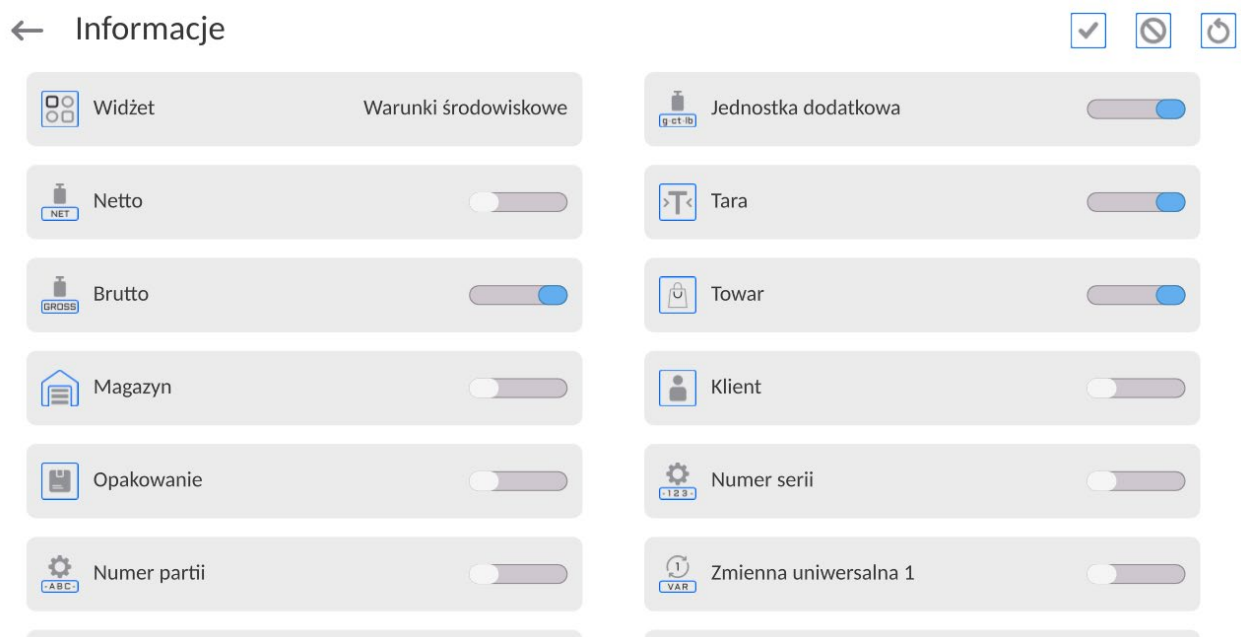 Informacje
Widżet Warunki środowiskowe
g·ct·lb Jednostka dodatkowa
NET Netto
>T< Tara
GROSS Brutto
Towar
Magazyn
Klient
Opakowanie
-123- Numer serii
-ABC- Numer partii
1 VAR Zmienna uniwersalna 1